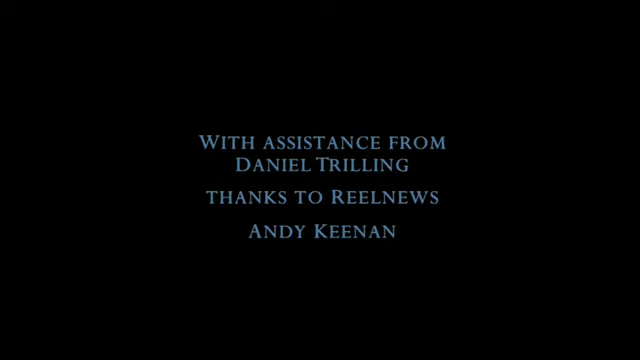 With assistance from
Daniel Trilling
thanks to Reelnews
Andy Keenan